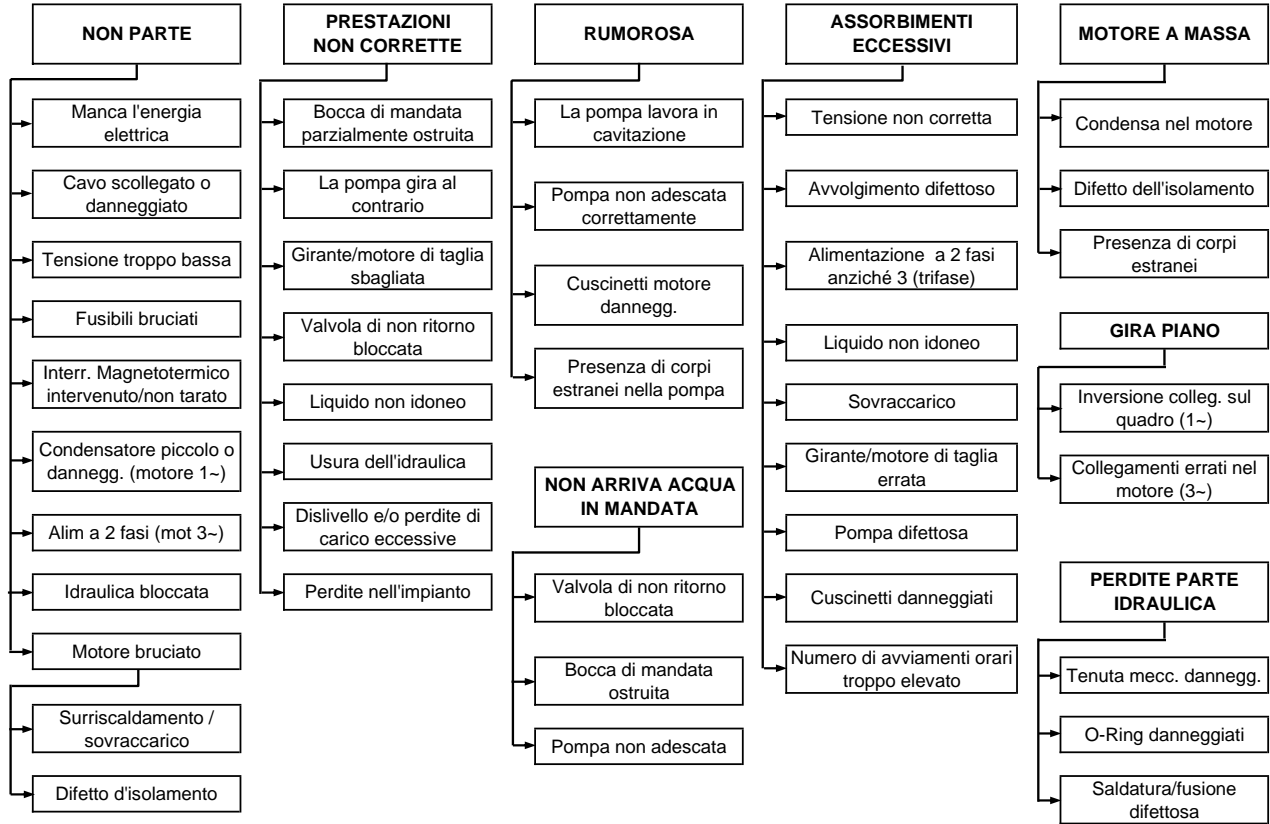 NON PARTE
Manca l'energia
elettrica
Cavo scollegato o
danneggiato
Tensione troppo bassa
Fusibili bruciati
Interr. Magnetotermico
intervenuto/non tarato
Condensatore piccolo o
dannegg. (motore 1~)
Alim a 2 fasi (mot 3~)
Idraulica bloccata
Motore bruciato
Surriscaldamento /
sovraccarico
Difetto d'isolamento
PRESTAZIONI
NON CORRETTE
Bocca di mandata
parzialmente ostruita
La pompa gira al
contrario
Girante/motore di taglia
sbagliata
Valvola di non ritorno
bloccata
Liquido non idoneo
Usura dell'idraulica
Dislivello e/o perdite di
carico eccessive
Perdite nell'impianto
RUMOROSA
La pompa lavora in
cavitazione
Pompa non adescata
correttamente
Cuscinetti motore
dannegg.
Presenza di corpi
estranei nella pompa
NON ARRIVA ACQUA
IN MANDATA
Valvola di non ritorno
bloccata
Bocca di mandata
ostruita
Pompa non adescata
ASSORBIMENTI
ECCESSIVI
Tensione non corretta
Avvolgimento difettoso
Alimentazione  a 2 fasi
anziché 3 (trifase)
Liquido non idoneo
Sovraccarico
Girante/motore di taglia
errata
Pompa difettosa
Cuscinetti danneggiati
Numero di avviamenti orari
troppo elevato
MOTORE A MASSA
Condensa nel motore
Difetto dell'isolamento
Presenza di corpi
estranei
GIRA PIANO
Inversione colleg. sul
quadro (1~)
Collegamenti errati nel
motore (3~)
PERDITE PARTE
IDRAULICA
Tenuta mecc. dannegg.
O-Ring danneggiati
Saldatura/fusione
difettosa